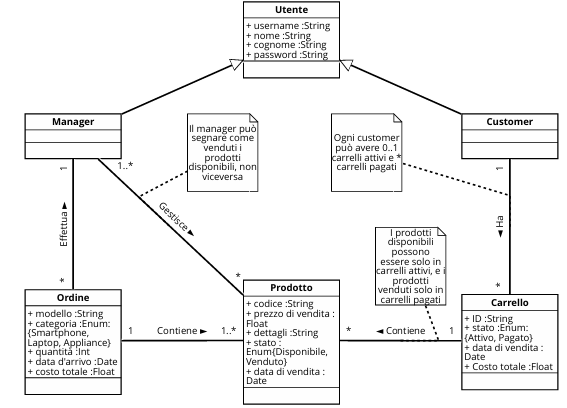 Utente
+ username :String
+ nome :String
+ cognome :String
+ password :String
Manager
Il manager può
segnare come
venduti i
prodotti
disponibili, non
viceversa
Ogni customer
può avere 0..1
carrelli attivi e *
carrelli pagati
Customer
1
1..*
1
Effettua ►
Gestisce ►
◄ Ha
I prodotti
disponibili
possono
essere solo in
carrelli attivi, e i
prodotti
venduti solo in
carrelli pagati
*
*
*
Ordine
+ modello :String
+ categoria :Enum:
{Smartphone,
Laptop, Appliance}
+ quantità :Int
+ data d'arrivo :Date
+ costo totale :Float
1
Contiene ►
1..*
Prodotto
+ codice :String
+ prezzo di vendita :
Float
+ dettagli :String
+ stato :
Enum{Disponibile,
Venduto}
+ data di vendita :
Date
*
◄ Contiene
1
Carrello
+ ID :String
+ stato :Enum:
{Attivo, Pagato}
+ data di vendita :
Date
+ Costo totale :Float